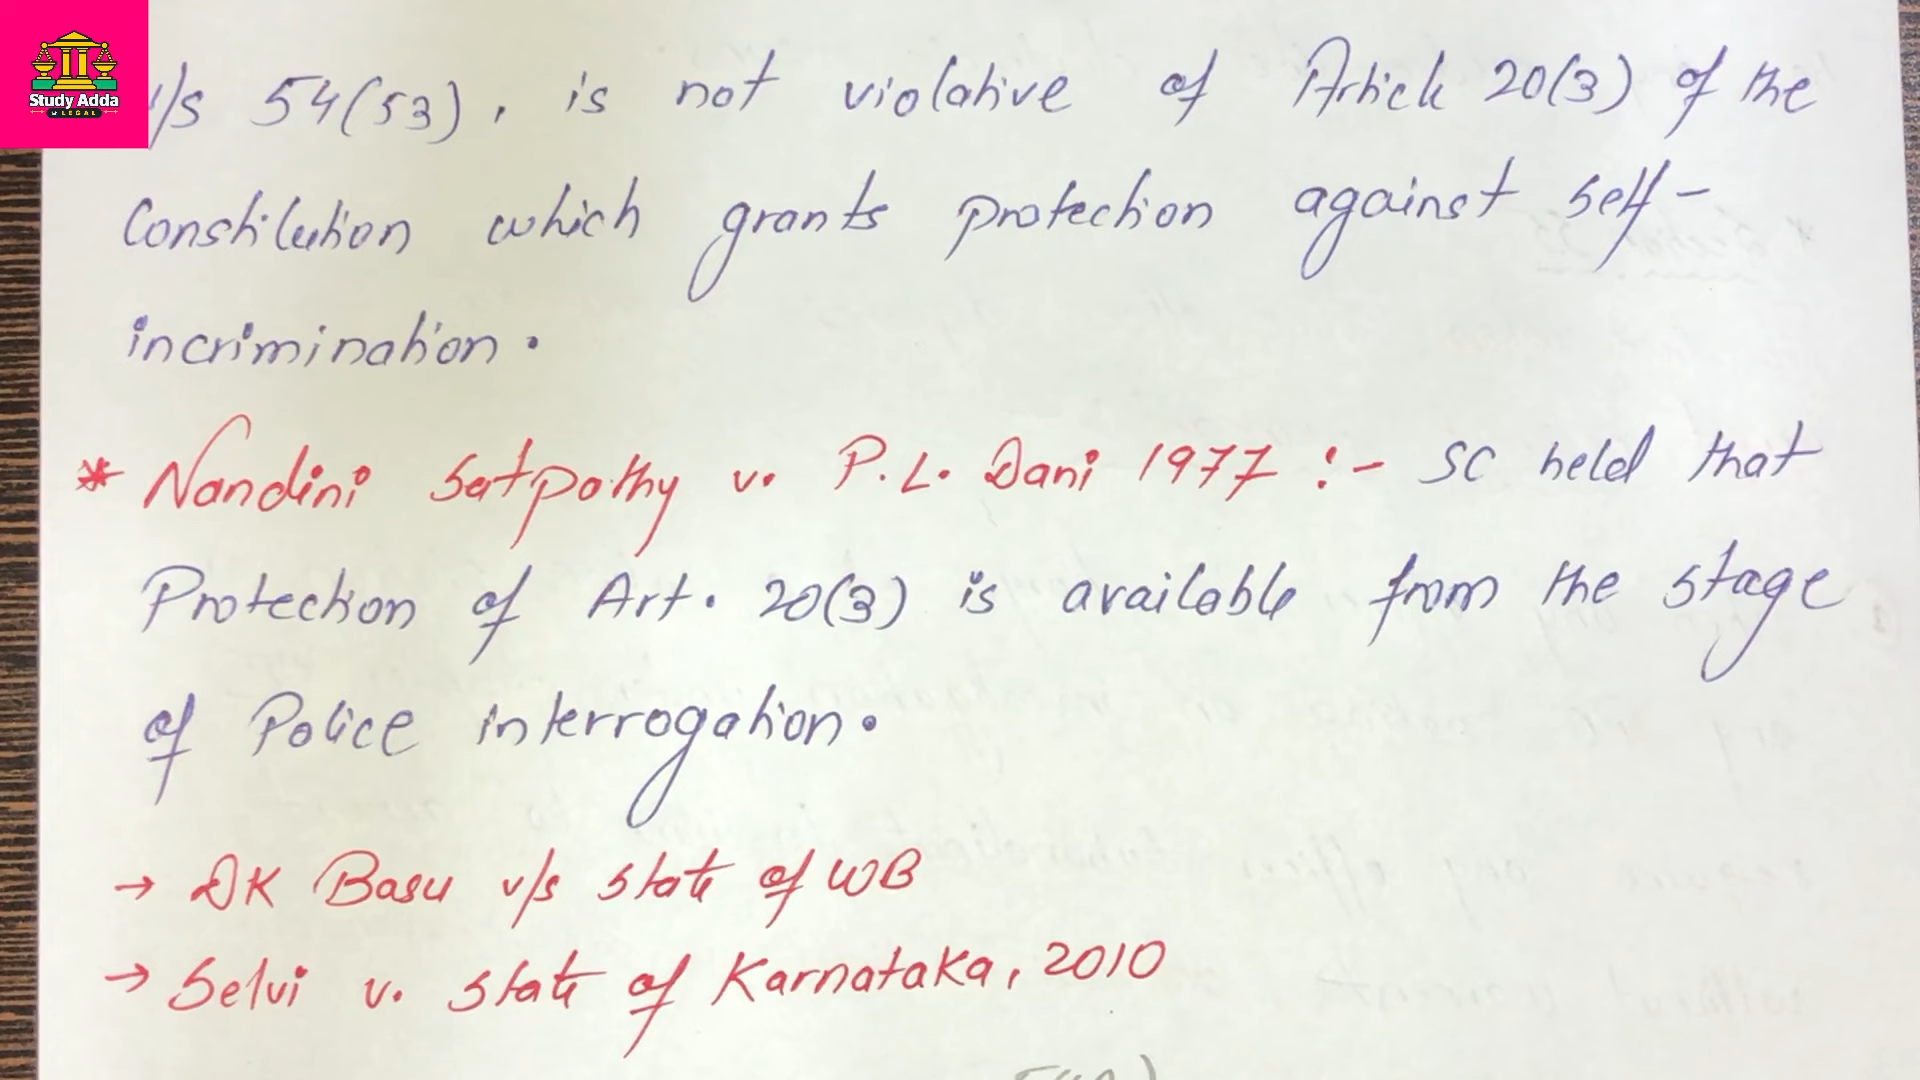 Study Adda
LEGAL
/s 54(53), is not violative of Article 20(3) of the
Constitution which grants protection against self-
incrimination.
* Nandini Satpathy v. P.L. Dani 1977 :- SC held that
Protection of Art. 20(3) is available from the stage
of Police interrogation.
→ DK Basu v/s State of WB
→ Selvi v. State of Karnataka, 2010